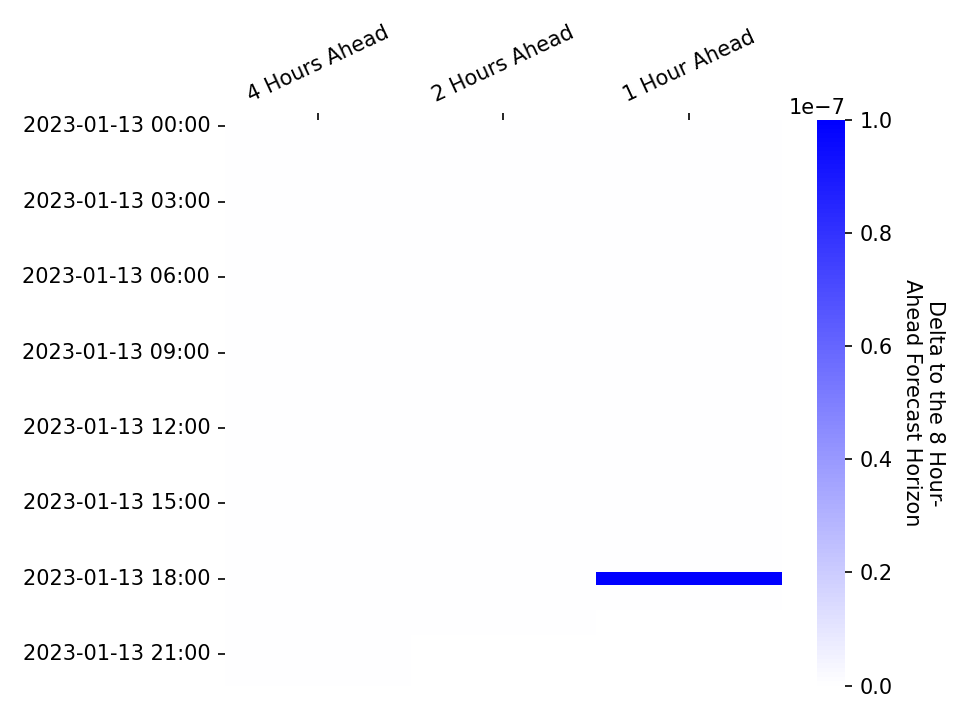 4 Hours Ahead
2 Hours Ahead
1 Hour Ahead
2023-01-13 00:00
2023-01-13 03:00
2023-01-13 06:00
2023-01-13 09:00
2023-01-13 12:00
2023-01-13 15:00
2023-01-13 18:00
2023-01-13 21:00
1e−7
1.0
0.8
0.6
0.4
0.2
0.0
Delta to the 8 Hour-
Ahead Forecast Horizon